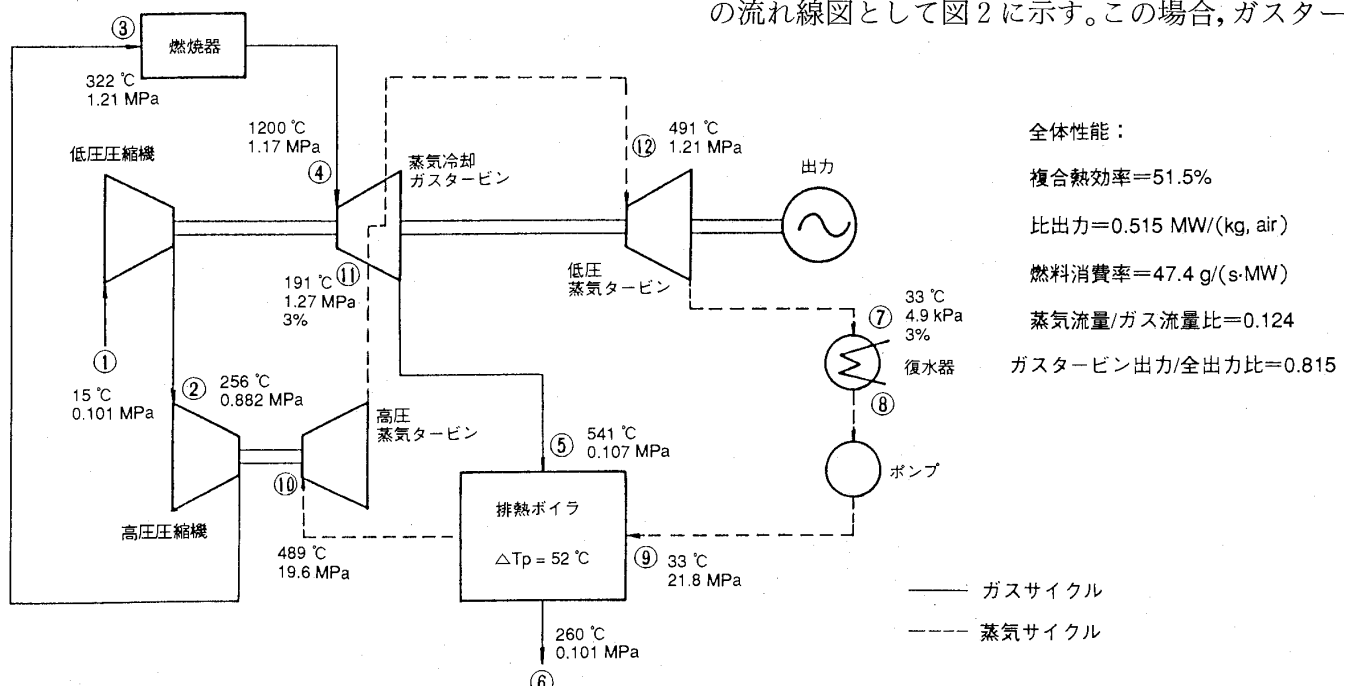 の流れ線図として図2に示す。この場合,ガスター
③
燃焼器
322 ℃
1.21 MPa
1200 ℃
1.17 MPa
④
低圧圧縮機
蒸気冷却
ガスタービン
⑫
491 ℃
1.21 MPa
出力
全体性能:
複合熱効率=51.5%
比出力=0.515 MW/(kg, air)
燃料消費率=47.4 g/(s·MW)
蒸気流量/ガス流量比=0.124
ガスタービン出力/全出力比=0.815
191 ℃
1.27 MPa
3%
⑪
低圧
蒸気タービン
⑦
33 ℃
4.9 kPa
3%
復水器
⑧
①
15 ℃
0.101 MPa
②
256 ℃
0.882 MPa
高圧
蒸気タービン
⑩
高圧圧縮機
489 ℃
19.6 MPa
⑤
541 ℃
0.107 MPa
排熱ボイラ
△Tp = 52 ℃
ポンプ
⑨
33 ℃
21.8 MPa
260 ℃
0.101 MPa
⑥
ガスサイクル
蒸気サイクル